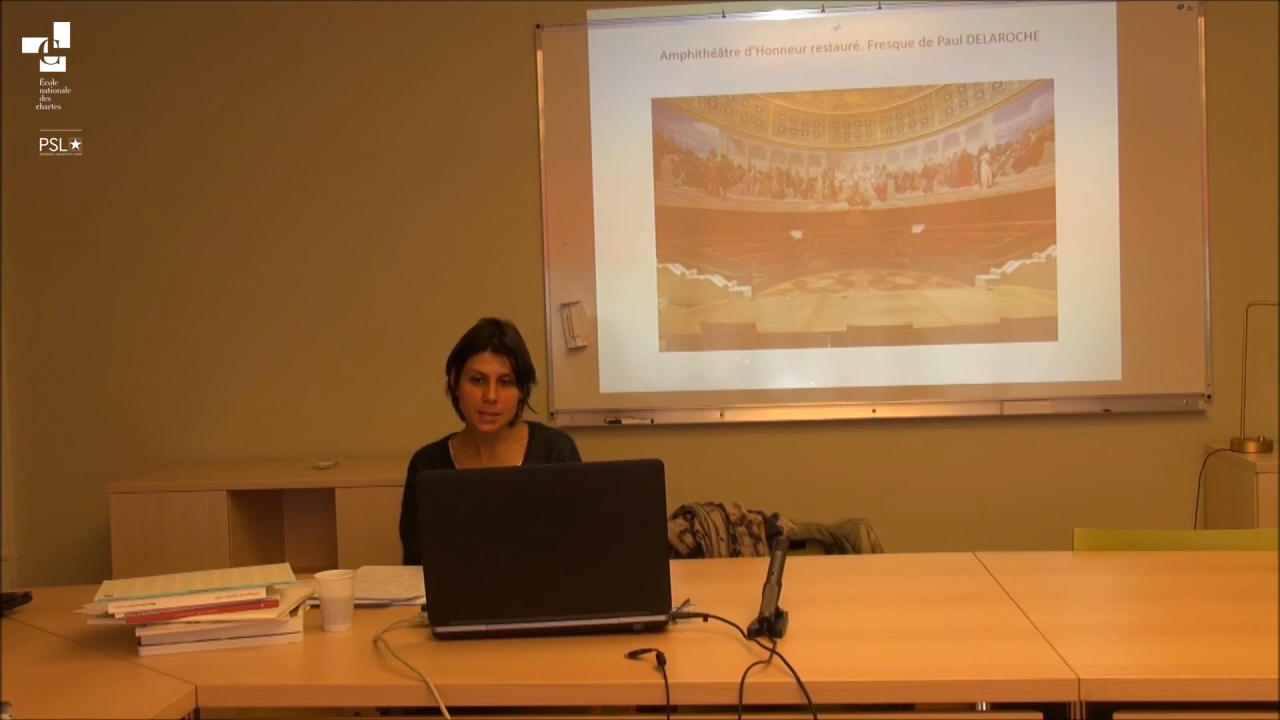 École
nationale
des
chartes
PSL
Amphithéâtre d'Honneur restauré. Fresque de Paul DELAROCHE